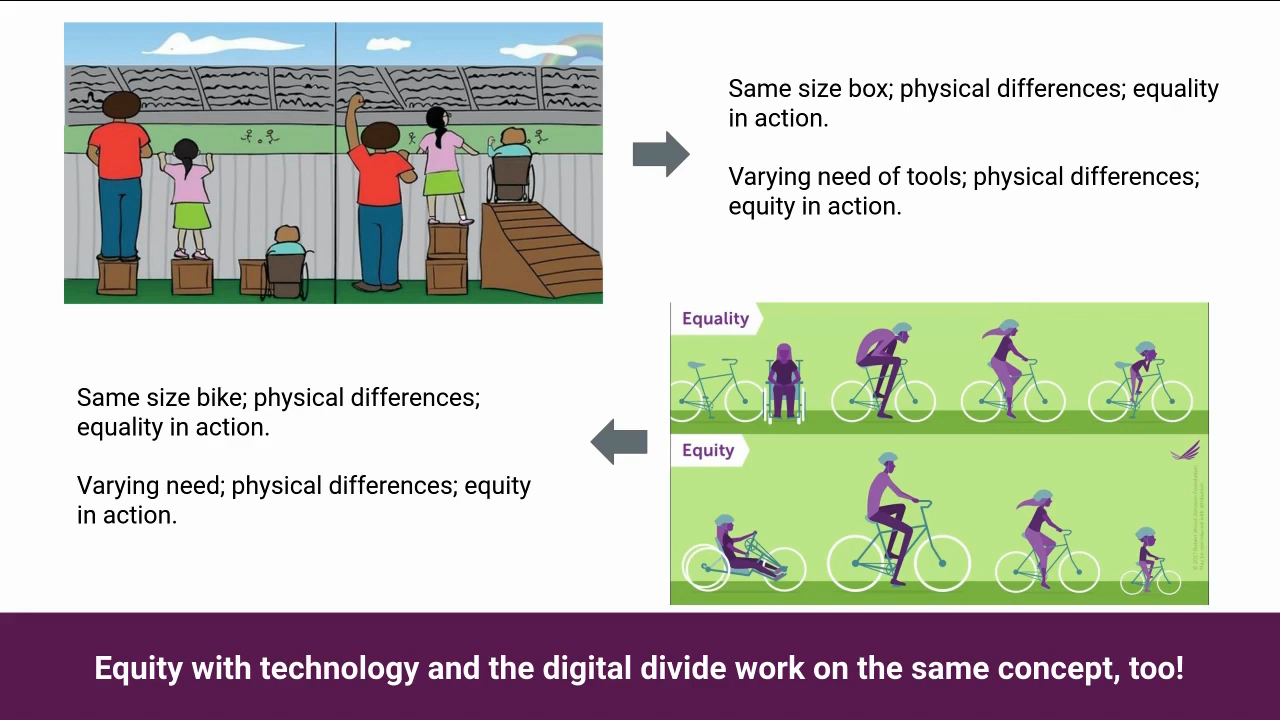 Same size box; physical differences; equality
in action.
Varying need of tools; physical differences;
equity in action.
Equality
Same size bike; physical differences;
equality in action.
Varying need; physical differences; equity
in action.
Equity
Equity with technology and the digital divide work on the same concept, too!